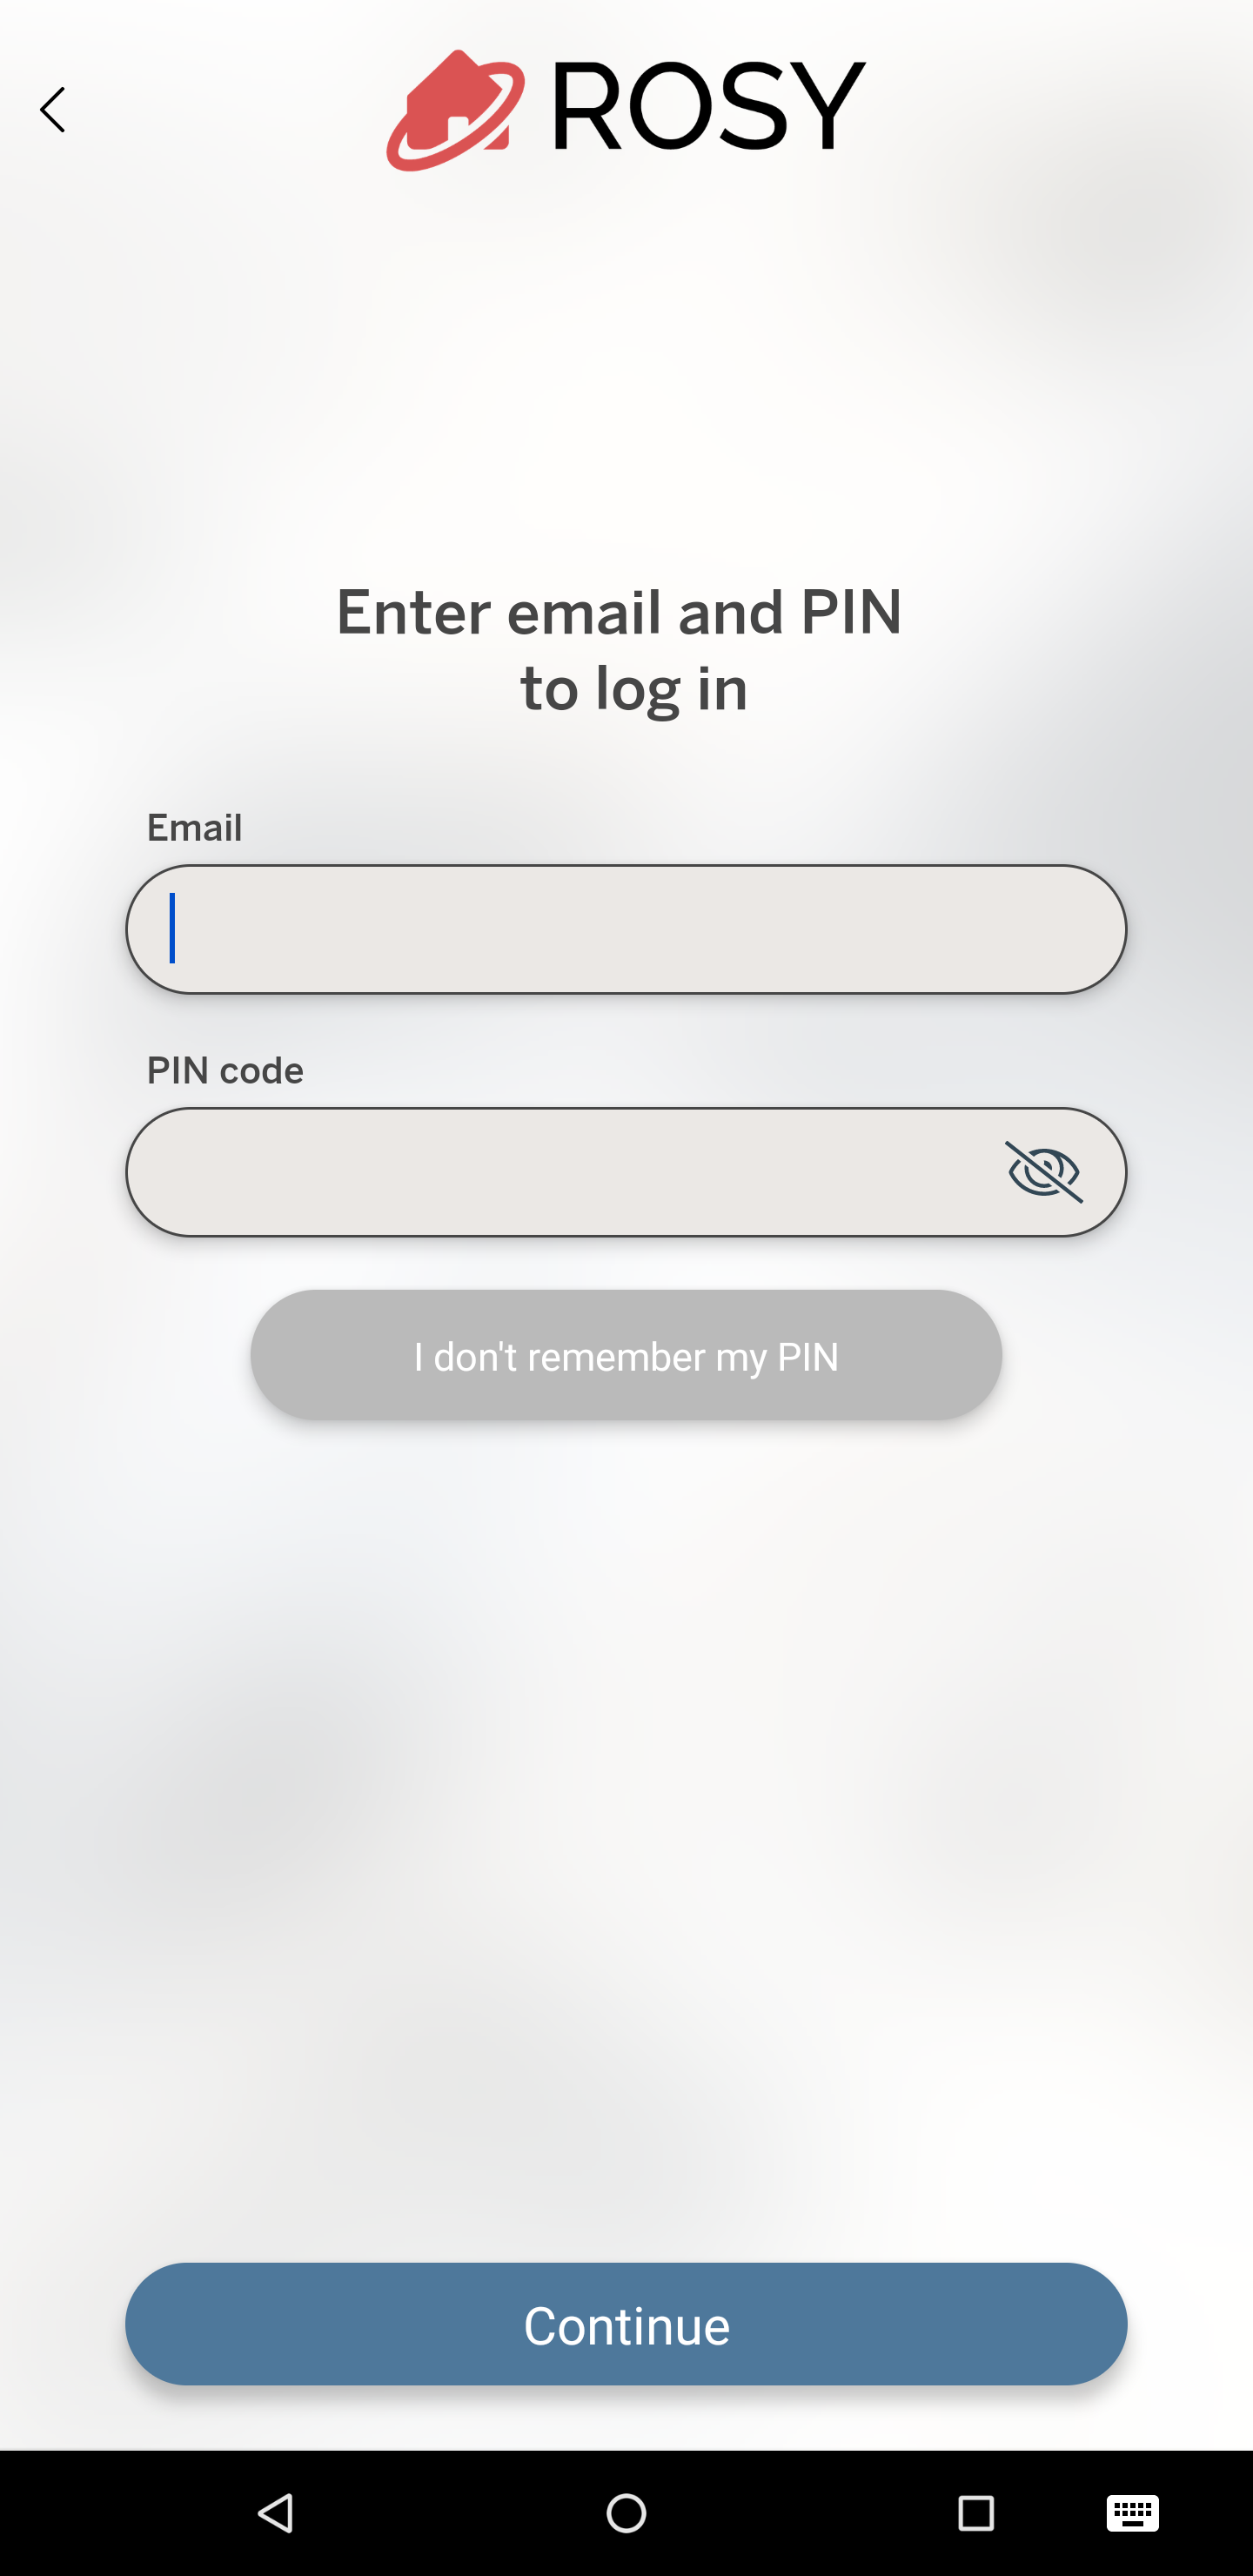 ROSY
Enter email and PIN
to log in
Email
PIN code
I don't remember my PIN
Continue